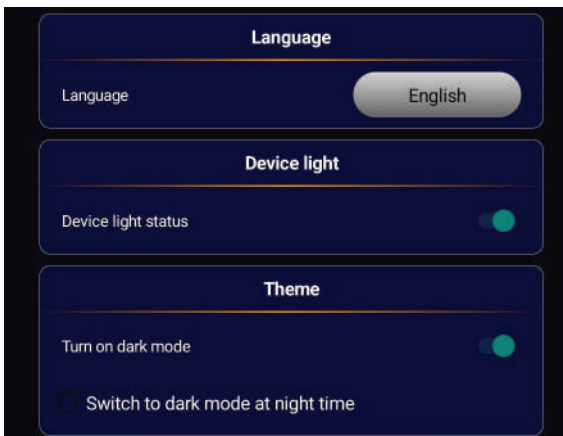 Language
Language English
Device light
Device light status
Theme
Turn on dark mode
Switch to dark mode at night time